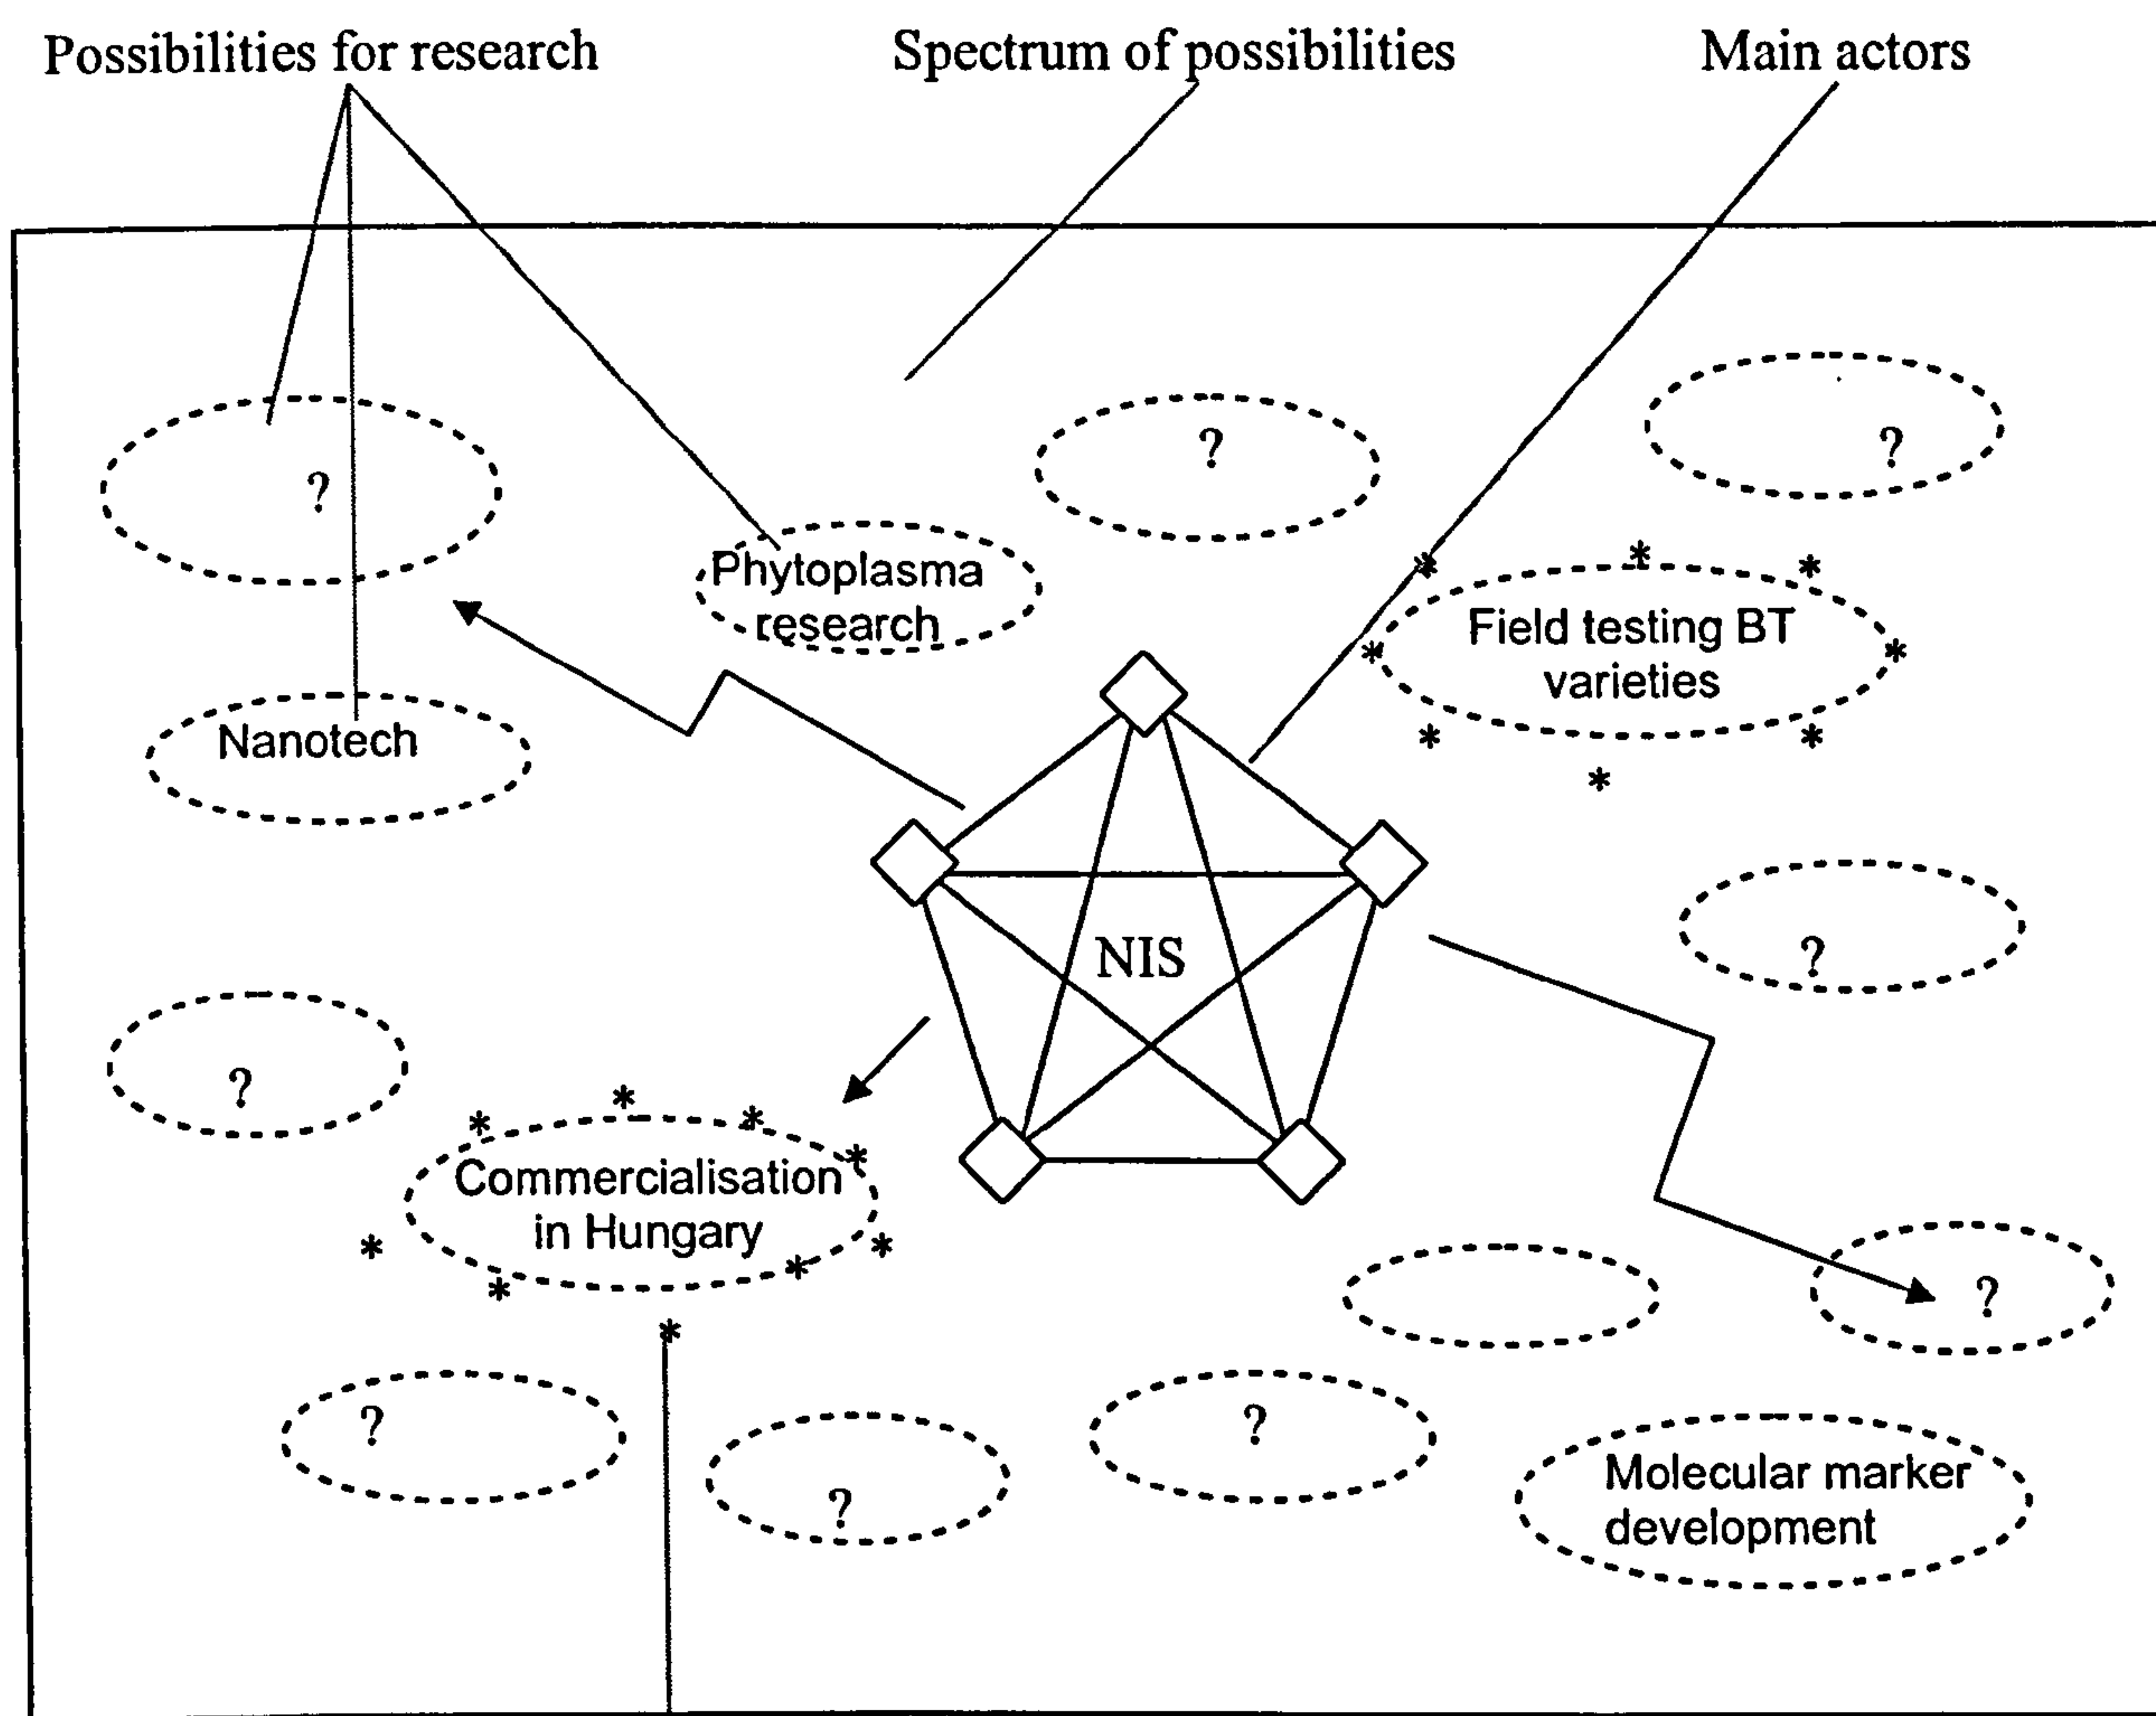 Possibilities for research
Spectrum of possibilities
Main actors
?
?
?
Phytoplasma
research
Field testing BT
varieties
Nanotech
NIS
?
?
Commercialisation
in Hungary
?
?
?
?
Molecular marker
development